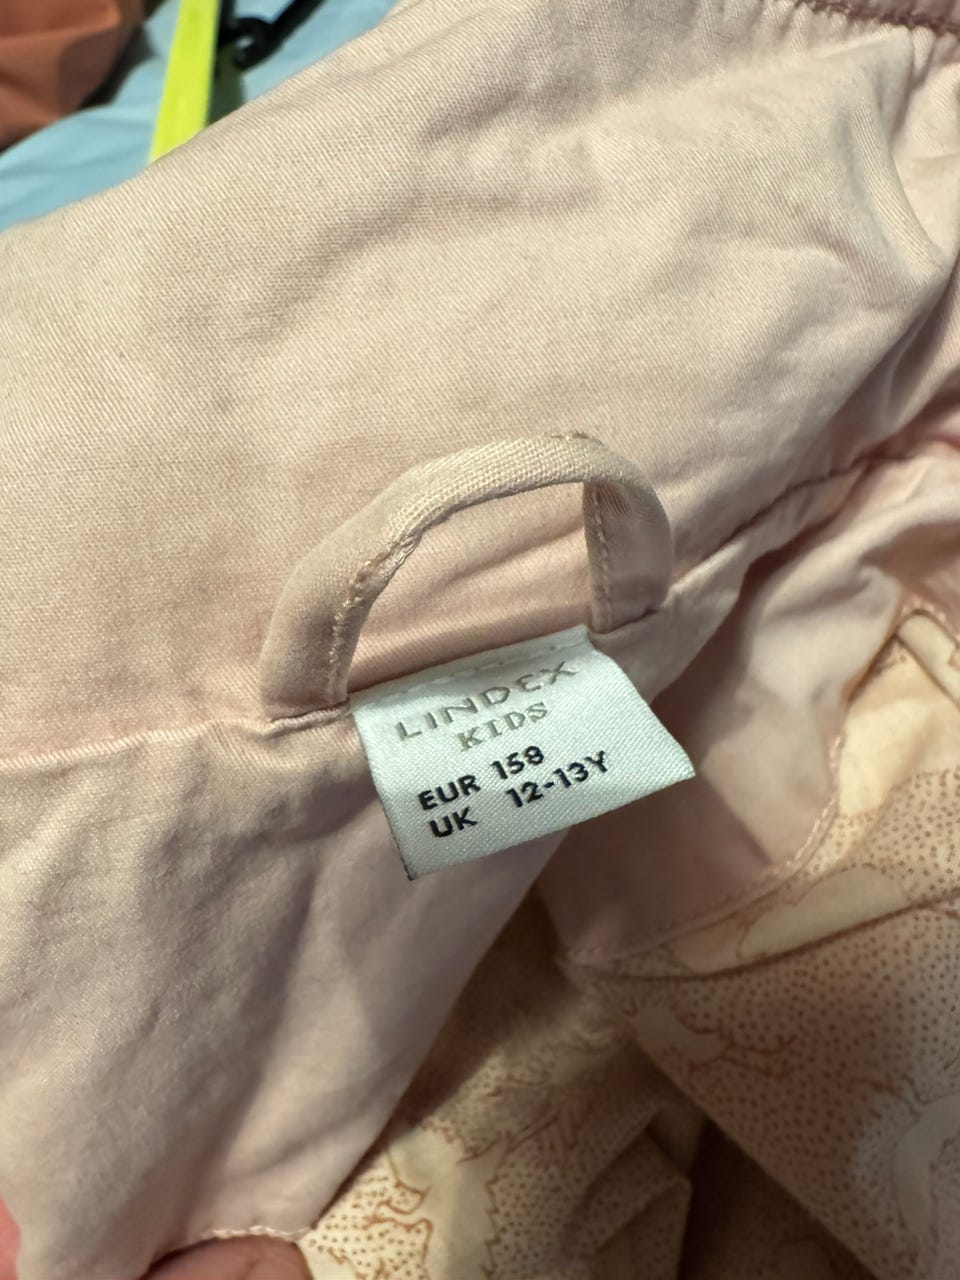 LINDEX
KIDS
EUR 158
UK 12-13Y